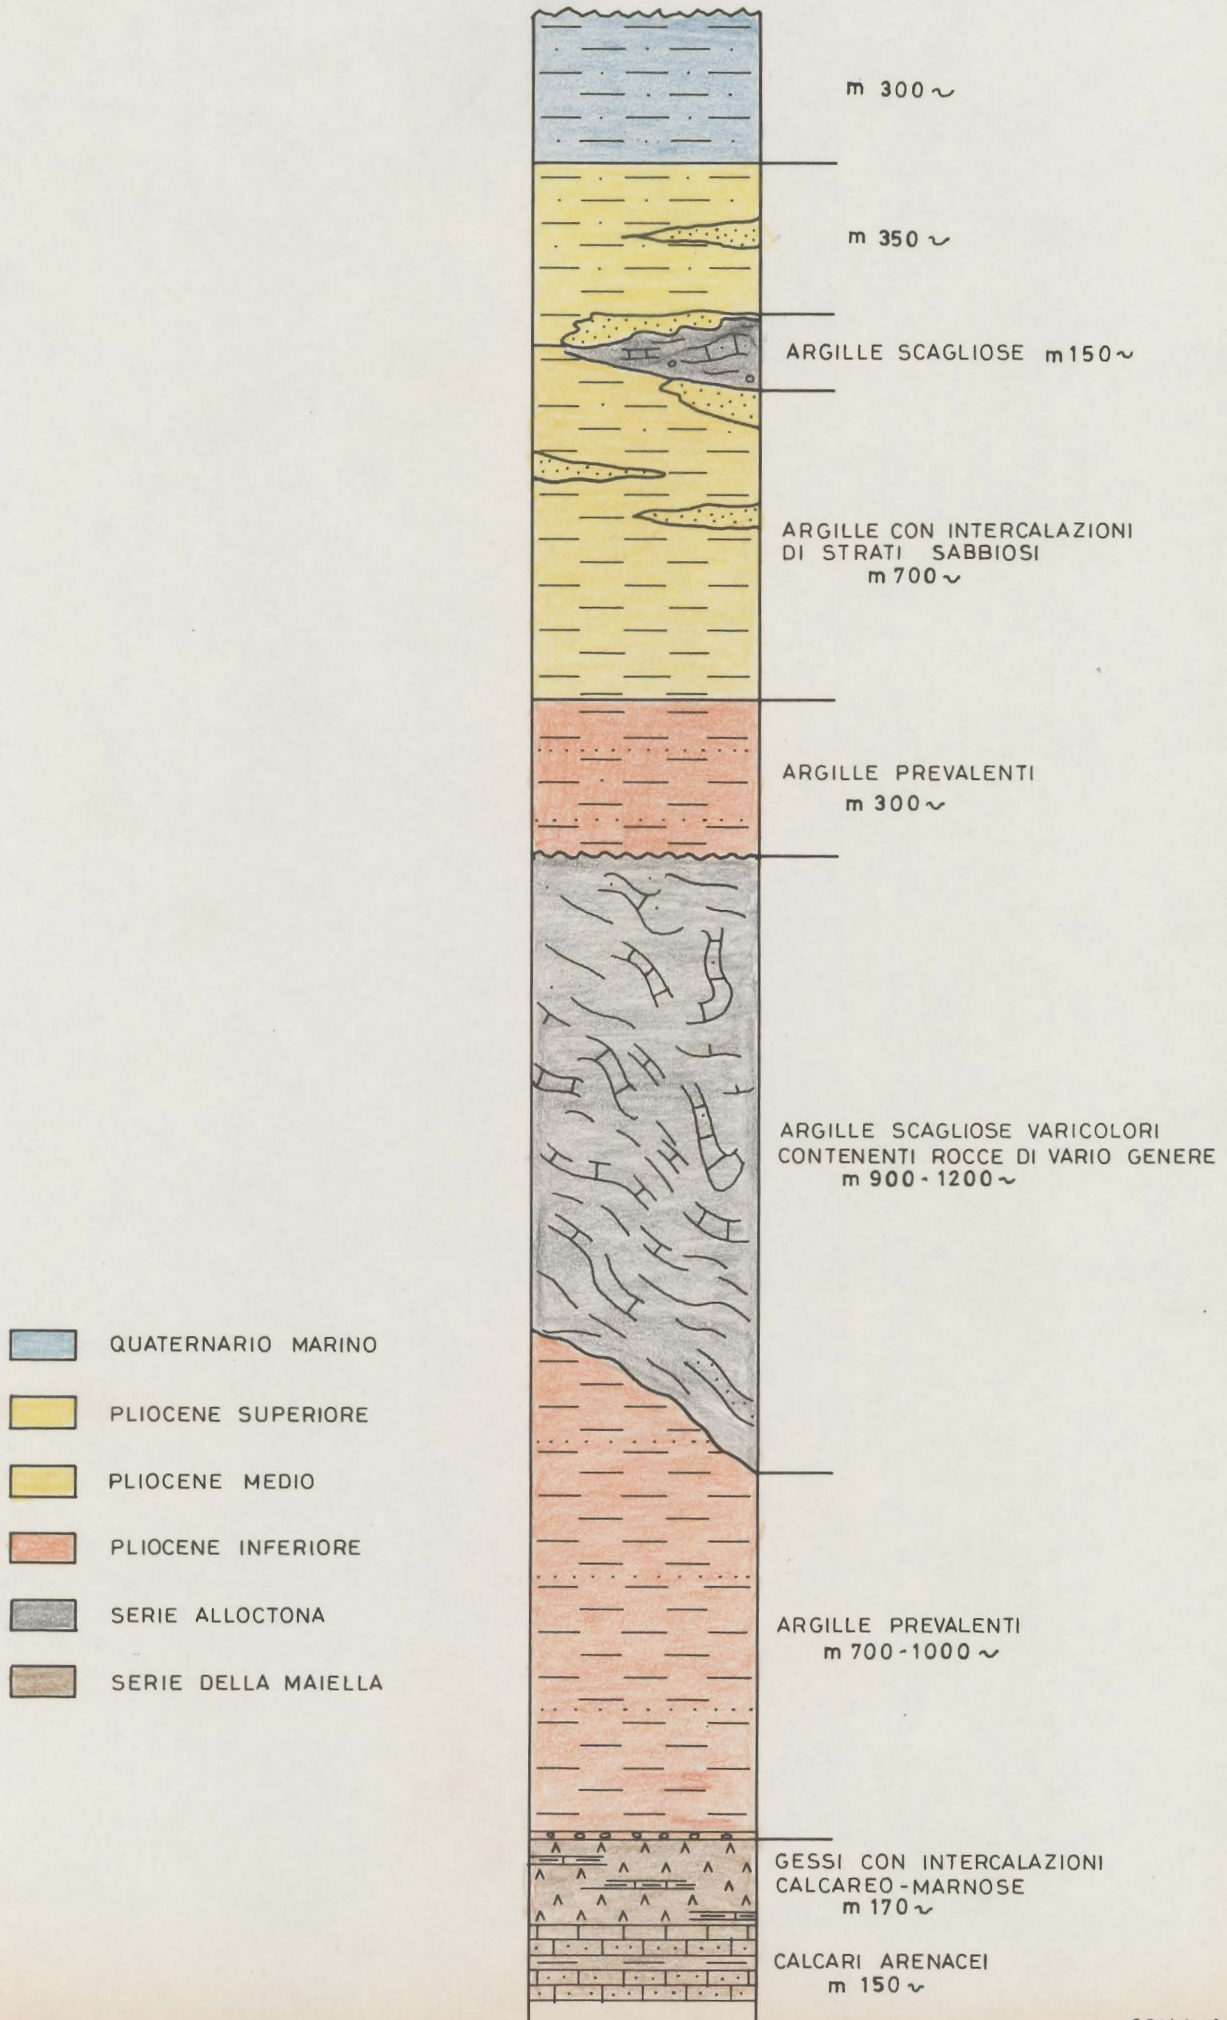 m 300 ~
m 350 ~
ARGILLE SCAGLIOSE m 150 ~
ARGILLE CON INTERCALAZIONI
DI STRATI SABBIOSI
m 700 ~
ARGILLE PREVALENTI
m 300 ~
ARGILLE SCAGLIOSE VARICOLORI
CONTENENTI ROCCE DI VARIO GENERE
m 900 - 1200 ~
QUATERNARIO MARINO
PLIOCENE SUPERIORE
PLIOCENE MEDIO
PLIOCENE INFERIORE
SERIE ALLOCTONA
SERIE DELLA MAIELLA
ARGILLE PREVALENTI
m 700 - 1000 ~
GESSI CON INTERCALAZIONI
CALCAREO - MARNOSE
m 170 ~
CALCARI ARENACEI
m 150 ~